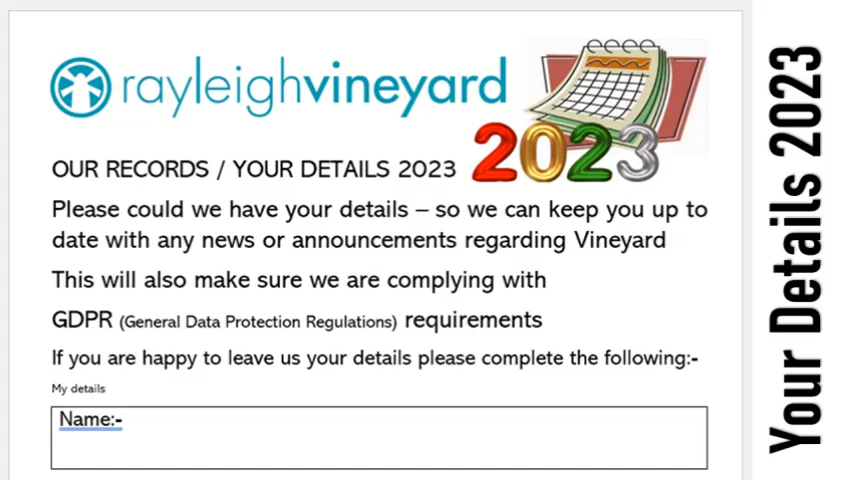 rayleighvineyard
2023
OUR RECORDS / YOUR DETAILS 2023
Please could we have your details – so we can keep you up to
date with any news or announcements regarding Vineyard
This will also make sure we are complying with
GDPR (General Data Protection Regulations) requirements
If you are happy to leave us your details please complete the following:-
My details
Name:-
Your Details 2023